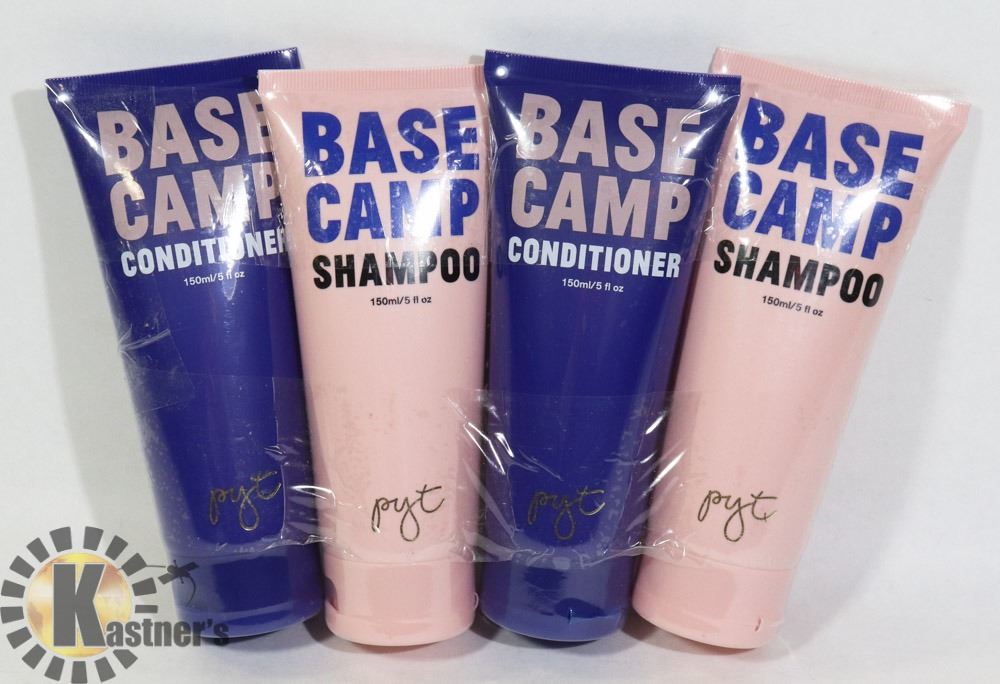 BASE
CAMP
CONDITIONER
150ml/5 fl oz
pyt
BASE
CAMP
SHAMPOO
150ml/5 fl oz
pyt
BASE
CAMP
CONDITIONER
150ml/5 fl oz
pyt
BASE
CAMP
SHAMPOO
150ml/5 fl oz
pyt
Kastner's